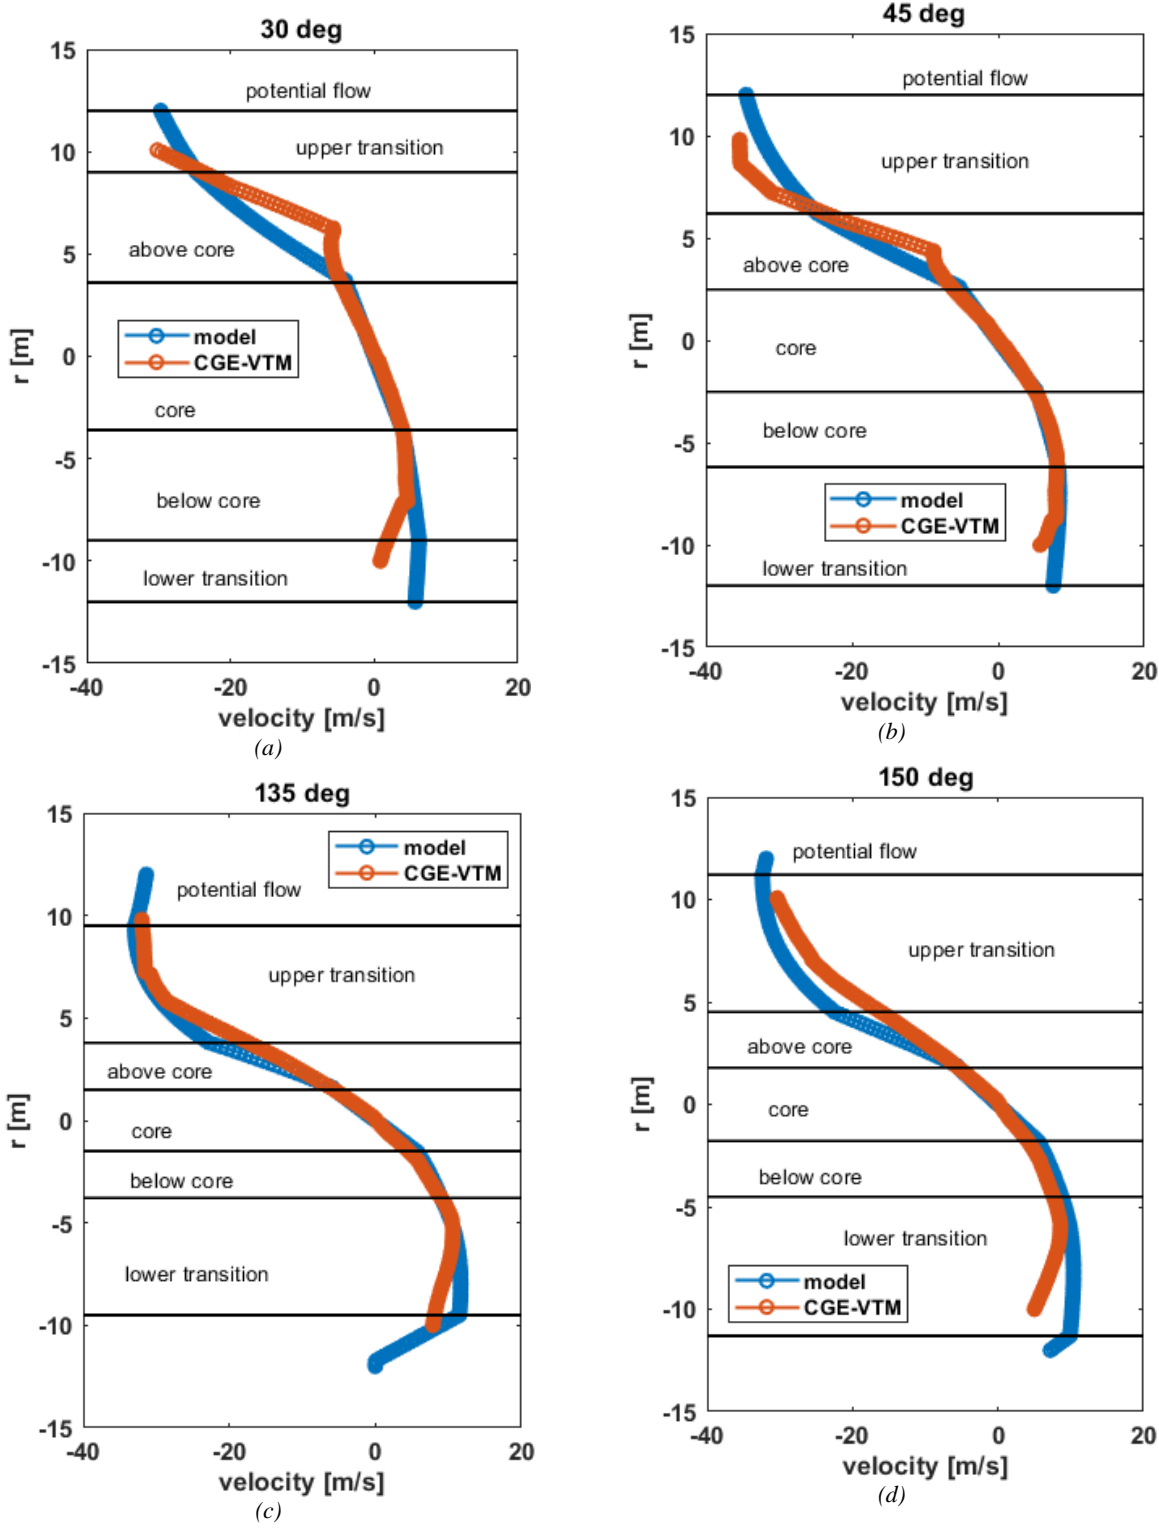 30 deg
15
potential flow
10
upper transition
5
above core
r [m]
0
model
CGE-VTM
core
-5
below core
-10
lower transition
-15
-40 -20 0 20
velocity [m/s]
(a)
45 deg
15
potential flow
10
upper transition
5
above core
r [m]
0
core
-5
below core
model
CGE-VTM
-10
lower transition
-15
-40 -20 0 20
velocity [m/s]
(b)
135 deg
15
model
CGE-VTM
potential flow
10
upper transition
5
above core
r [m]
0
core
below core
-5
lower transition
-10
-15
-40 -20 0 20
velocity [m/s]
(c)
150 deg
15
potential flow
10
upper transition
5
above core
r [m]
0
core
below core
-5
lower transition
model
CGE-VTM
-10
-15
-40 -20 0 20
velocity [m/s]
(d)